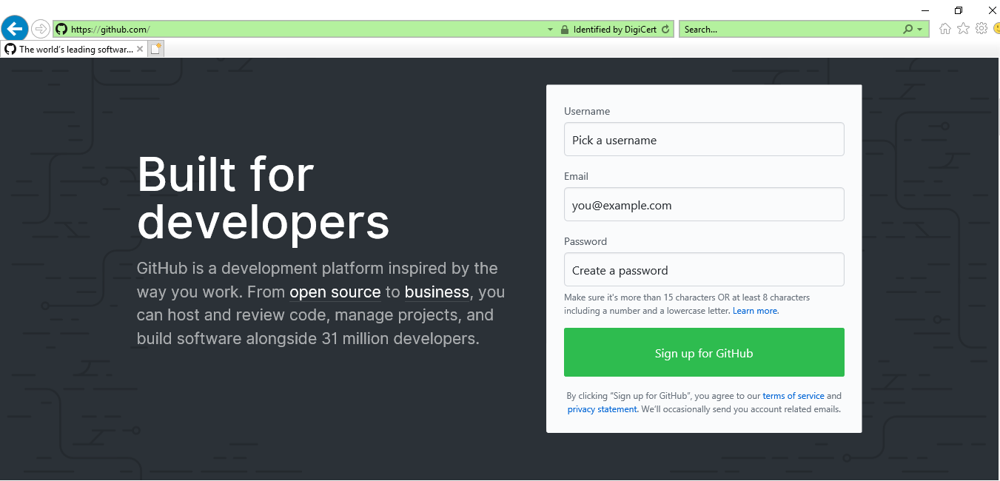 https://github.com/
Identified by DigiCert
Search...
The world's leading softwar...
Built for
developers
GitHub is a development platform inspired by the
way you work. From open source to business, you
can host and review code, manage projects, and
build software alongside 31 million developers.
Username
Pick a username
Email
you@example.com
Password
Create a password
Make sure it's more than 15 characters OR at least 8 characters
including a number and a lowercase letter. Learn more.
Sign up for GitHub
By clicking “Sign up for GitHub”, you agree to our terms of service and
privacy statement. We’ll occasionally send you account related emails.